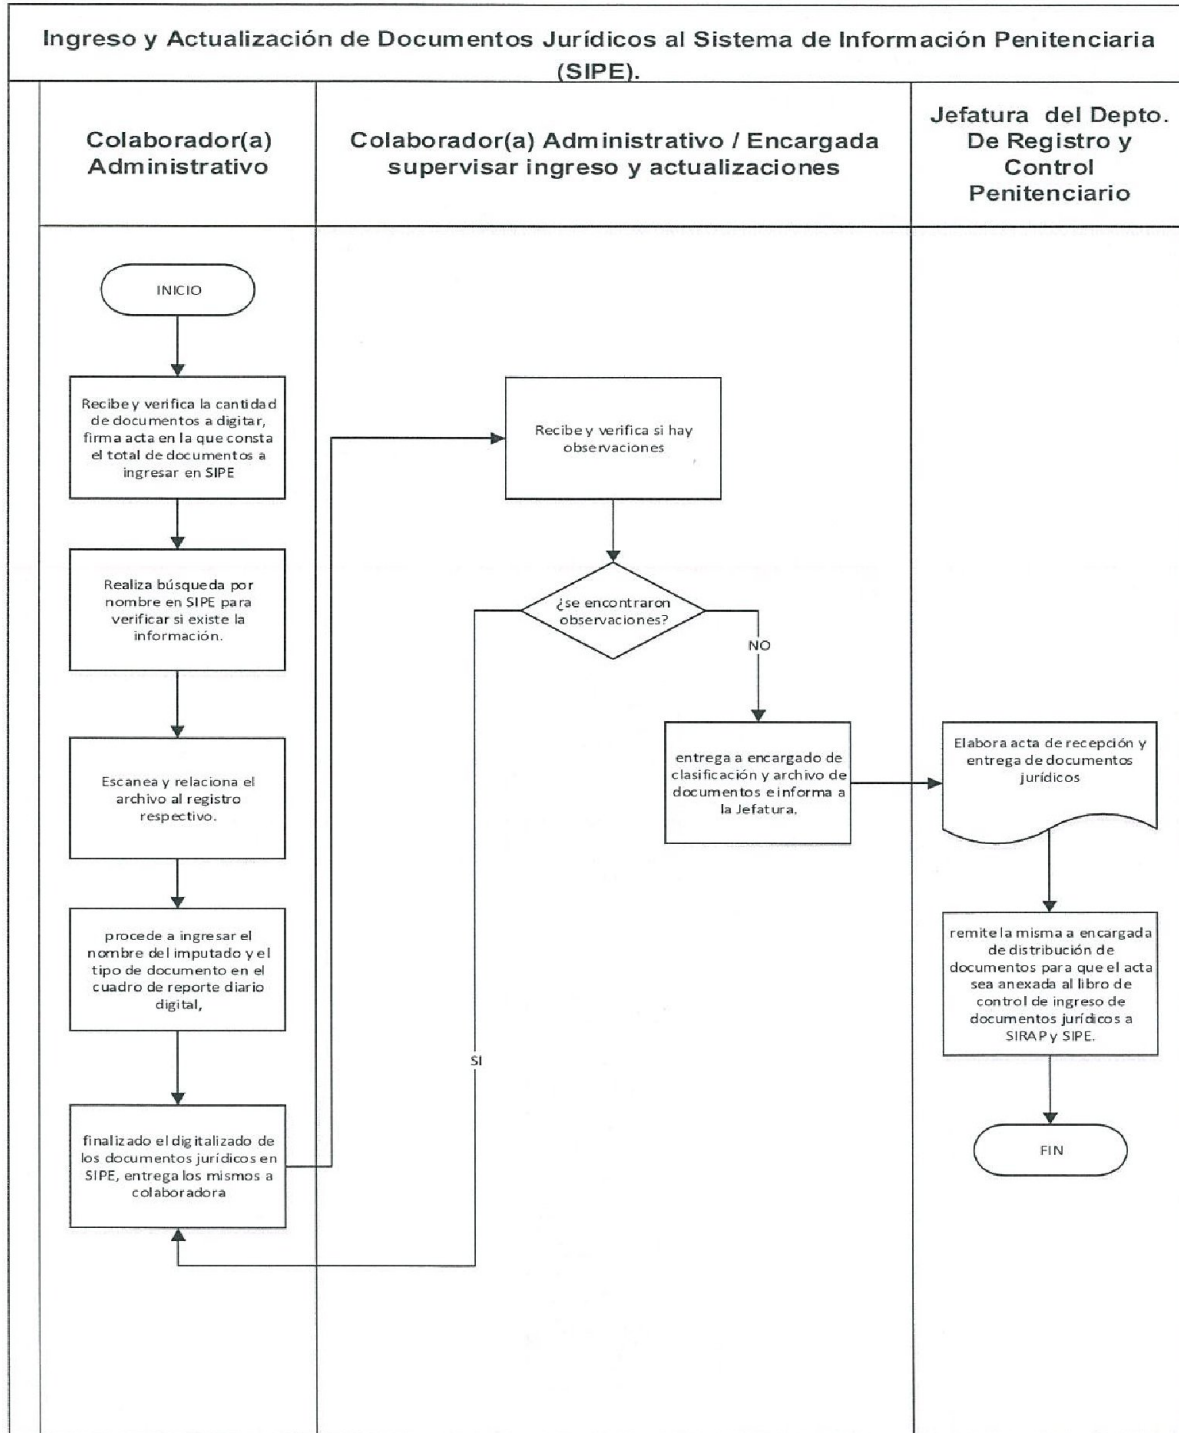 Ingreso y Actualización de Documentos Jurídicos al Sistema de Información Penitenciaria
(SIPE).
Colaborador(a)
Administrativo
Colaborador(a) Administrativo / Encargada
supervisar ingreso y actualizaciones
Jefatura del Depto.
De Registro y
Control
Penitenciario
INICIO
Recibe y verifica la cantidad
de documentos a digitar,
firma acta en la que consta
el total de documentos a
ingresar en SIPE
Realiza búsqueda por
nombre en SIPE para
verificar si existe la
información.
Escanea y relaciona el
archivo al registro
respectivo.
procede a ingresar el
nombre del imputado y el
tipo de documento en el
cuadro de reporte diario
digital,
finalizado el digitalizado de
los documentos jurídicos en
SIPE, entrega los mismos a
colaboradora
Recibe y verifica si hay
observaciones
¿se encontraron
observaciones?
NO
SI
entrega a encargado de
clasificación y archivo de
documentos e informa a
la Jefatura.
Elabora acta de recepción y
entrega de documentos
jurídicos
remite la misma a encargada
de distribución de
documentos para que el acta
sea anexada al libro de
control de ingreso de
documentos jurídicos a
SIRAP y SIPE.
FIN